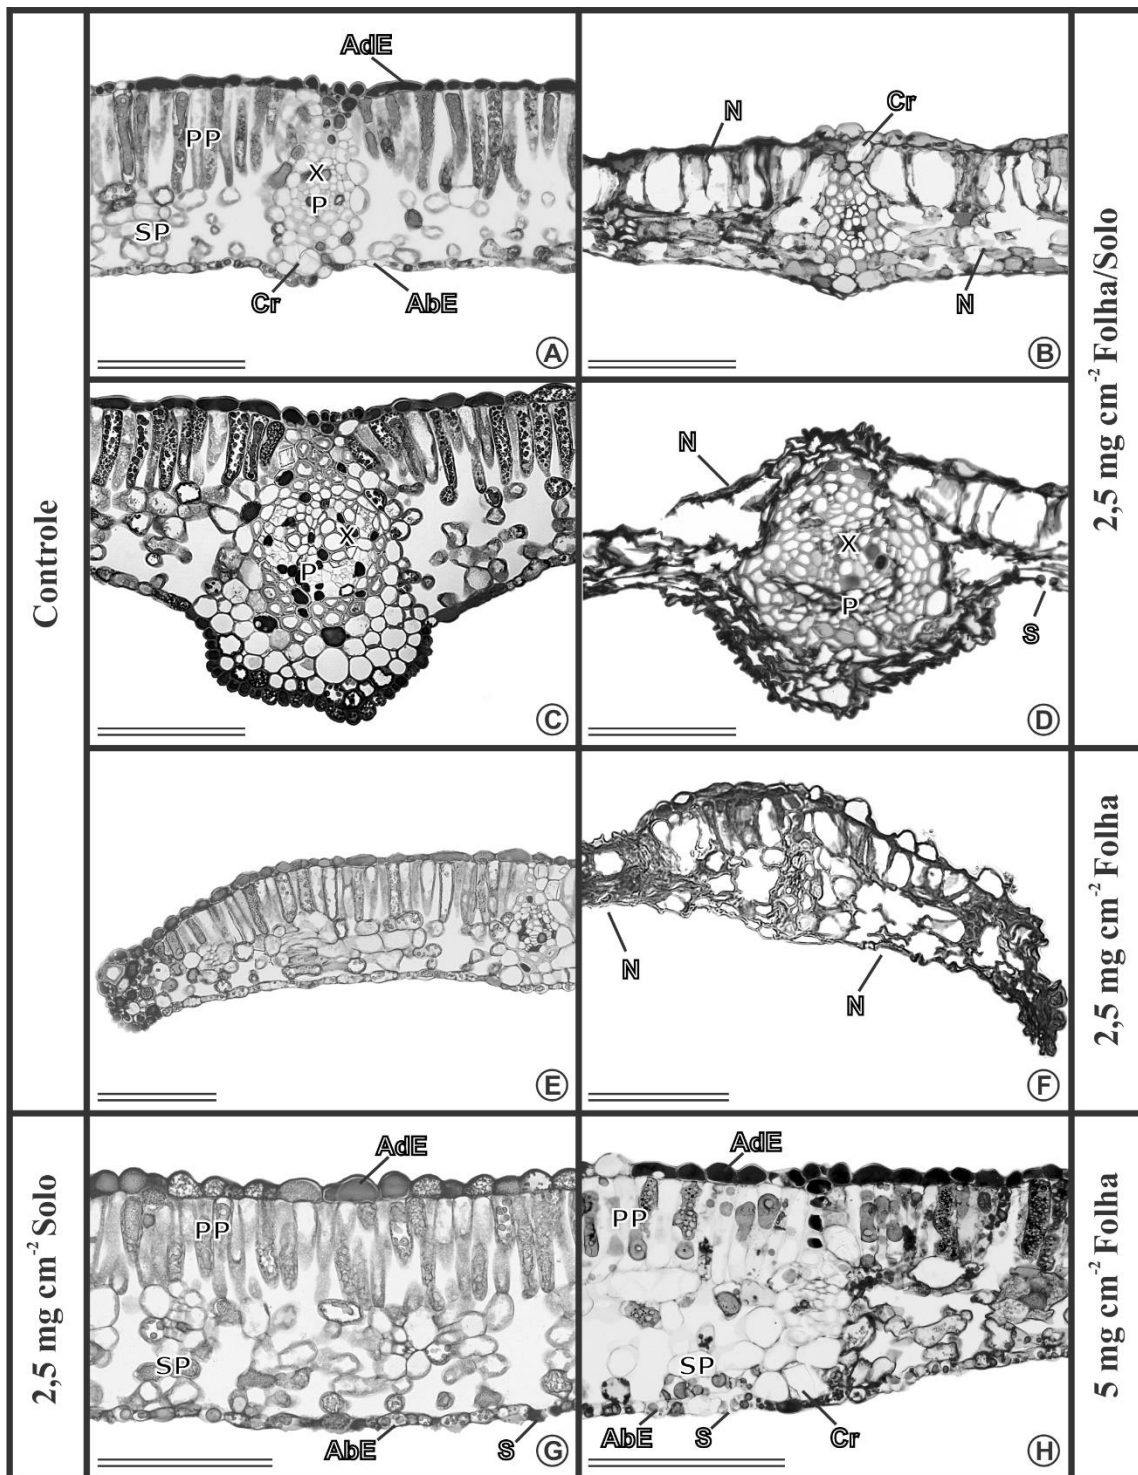 AdE
PP
X
P
SP
Cr
AbE
A
N
Cr
N
B
2,5 mg cm⁻² Folha/Solo
Controle
X
P
C
N
X
P
S
D
E
N
N
F
2,5 mg cm⁻² Folha
2,5 mg cm⁻² Solo
AdE
PP
SP
AbE
S
G
AdE
PP
SP
AbE
S
Cr
H
5 mg cm⁻² Folha